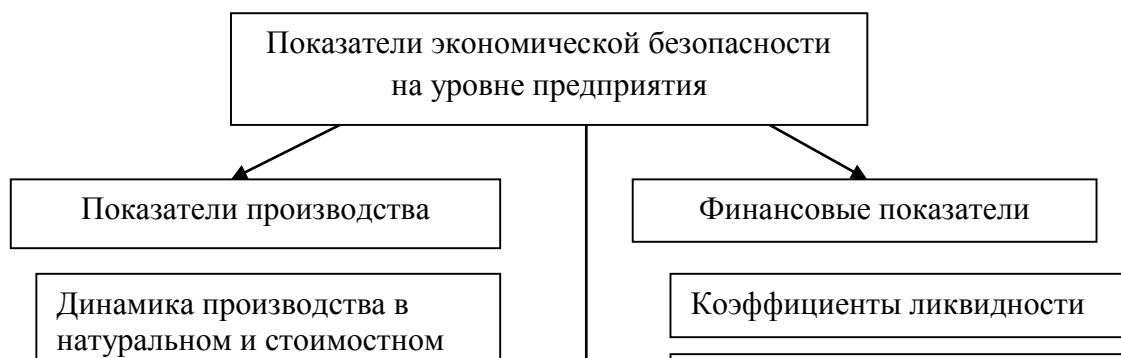 Показатели экономической безопасности
на уровне предприятия
Показатели производства
Финансовые показатели
Динамика производства в
натуральном и стоимостном
Коэффициенты ликвидности